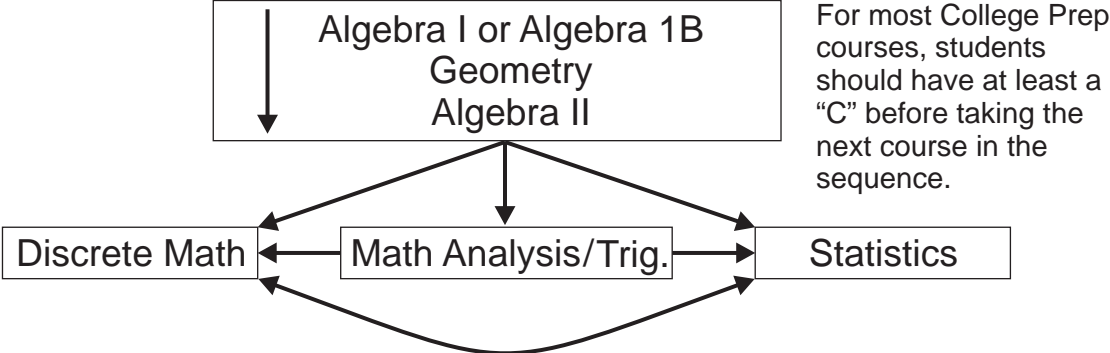 Algebra I or Algebra 1B
Geometry
Algebra II
For most College Prep
courses, students
should have at least a
“C” before taking the
next course in the
sequence.
Discrete Math
Math Analysis/Trig.
Statistics